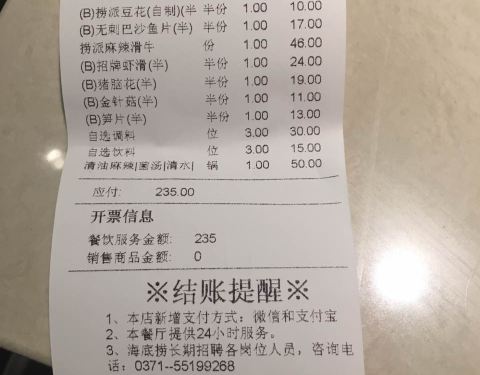 (B)捞派豆花(自制)(半 半份 1.00 10.00
(B)无刺巴沙鱼片(半) 半份 1.00 17.00
捞派麻辣滑牛 份 1.00 46.00
(B)招牌虾滑(半) 半份 1.00 24.00
(B)猪脑花(半) 半份 1.00 19.00
(B)金针菇(半) 半份 1.00 11.00
(B)笋片(半) 半份 1.00 13.00
自选调料 位 3.00 30.00
自选饮料 位 3.00 15.00
清油麻辣|菌汤|清水| 锅 1.00 50.00
应付: 235.00
开票信息
餐饮服务金额: 235
销售商品金额: 0
※结账提醒※
1、本店新增支付方式:微信和支付宝
2、本餐厅提供24小时服务。
3、海底捞长期招聘各岗位人员,咨询电
话:0371--55199268